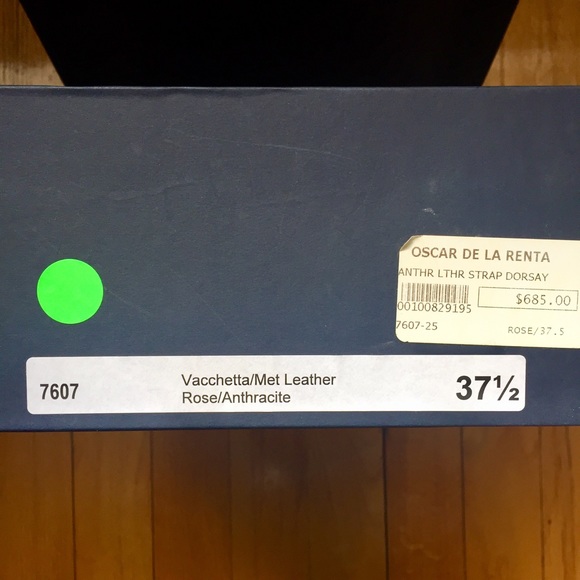 OSCAR DE LA RENTA
ANTHR LTHR STRAP DORSAY
00100829195
$685.00
7607-25
ROSE/37.5
7607
Vacchetta/Met Leather
Rose/Anthracite
37½